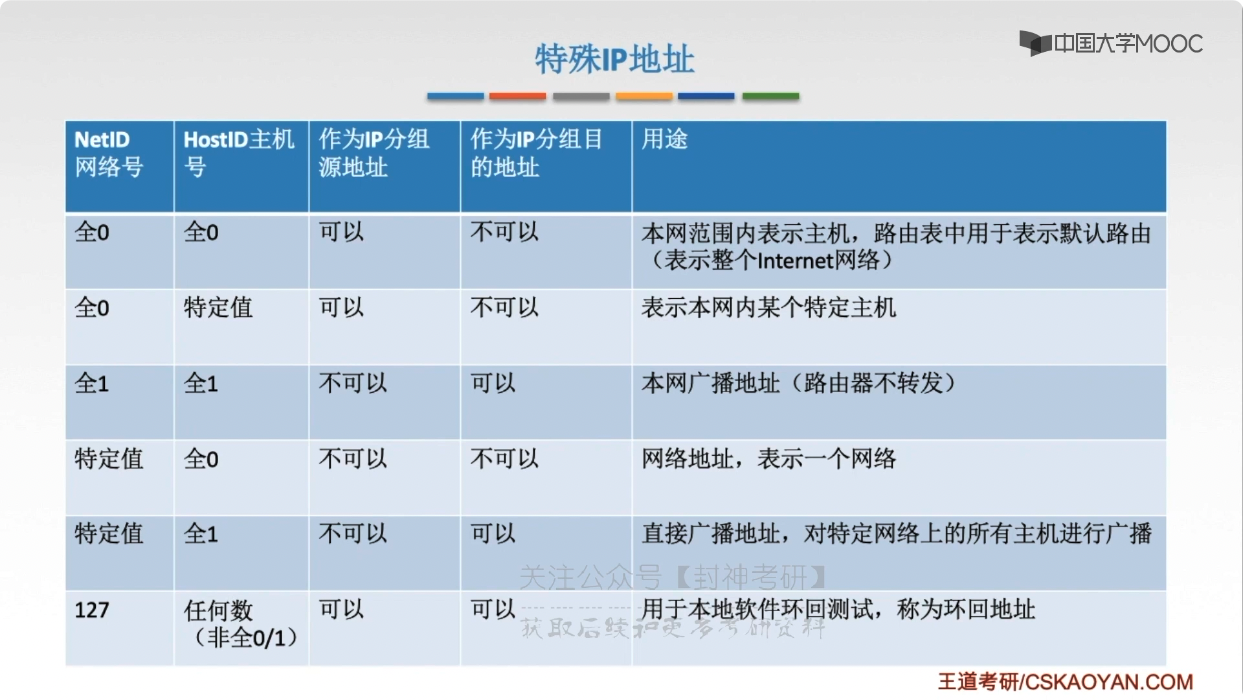 中国大学MOOC
特殊IP地址
NetID
网络号
HostID主机
号
作为IP分组
源地址
作为IP分组目
的地址
用途
全0
全0
可以
不可以
本网范围内表示主机，路由表中用于表示默认路由
（表示整个Internet网络）
全0
特定值
可以
不可以
表示本网内某个特定主机
全1
全1
不可以
可以
本网广播地址（路由器不转发）
特定值
全0
不可以
不可以
网络地址，表示一个网络
特定值
全1
不可以
可以
直接广播地址，对特定网络上的所有主机进行广播
关注公众号【封神考研】
127
任何数
（非全0/1）
可以
可以
用于本地软件环回测试，称为环回地址
获取后续和更多考研资料
王道考研/CSKAOYAN.COM